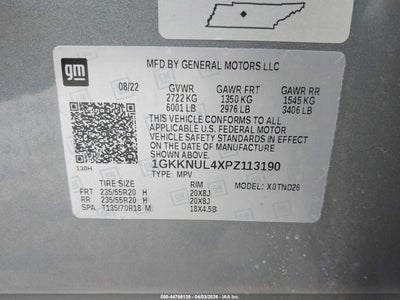 gm
MFD BY GENERAL MOTORS LLC
08/22 GVWR GAWR FRT GAWR RR
2722 KG 1350 KG 1545 KG
6001 LB 2976 LB 3406 LB
THIS VEHICLE CONFORMS TO ALL
APPLICABLE U.S. FEDERAL MOTOR
VEHICLE SAFETY STANDARDS IN EFFECT
ON THE DATE OF MANUFACTURE
SHOWN ABOVE.
130H
1GKKNUL4XPZ113190
TYPE: MPV
TIRE SIZE RIM MODEL: X0TND26
FRT 235/55R20 H 20X8J
RR 235/55R20 H 20X8J
SPA T135/70R18 M 18X4.5B
000-44766139 - 04/03/2026 - IAAI.COM